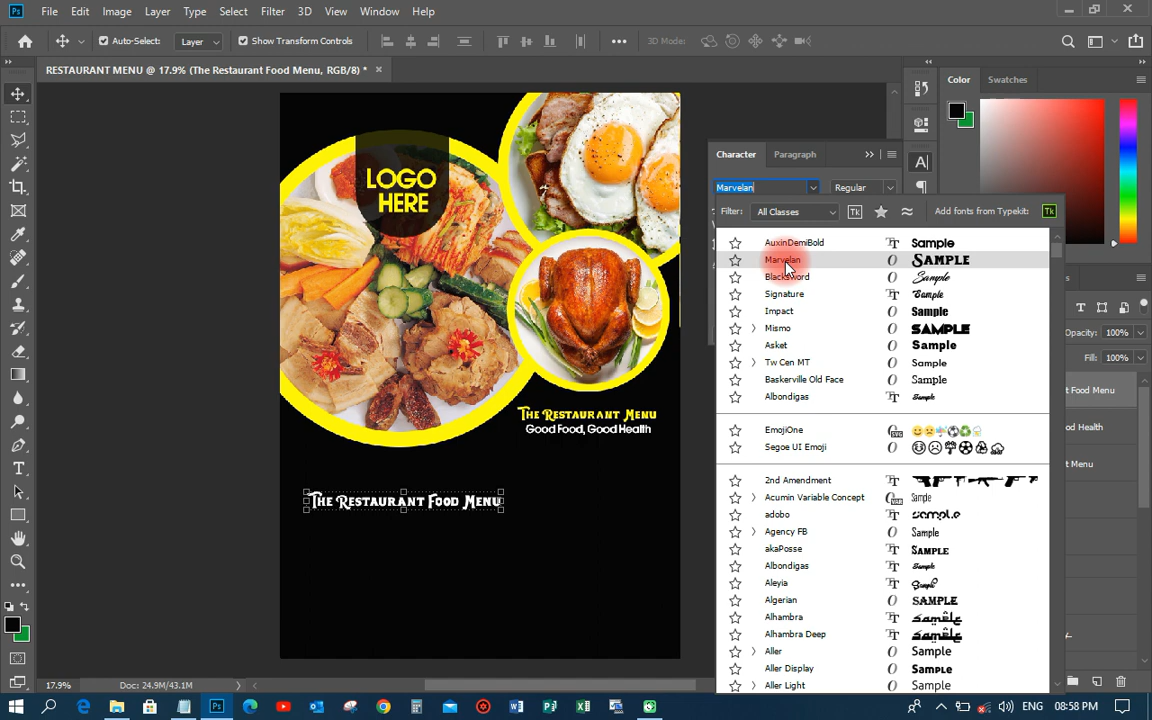 Ps File Edit Image Layer Type Select Filter 3D View Window Help
Auto-Select: Layer Show Transform Controls 3D Mode:
RESTAURANT MENU @ 17.9% (The Restaurant Food Menu, RGB/8) *
Color Swatches
LOGO
HERE
The Restaurant Menu
Good Food, Good Health
The Restaurant Food Menu
Character Paragraph
Marvelan Regular
Filter: All Classes Tk Add fonts from Typekit: Tk
AuxinDemiBold Sample
Marvelan Sample
Blacksword Sample
Signature Sample
Impact Sample
Mismo SAMPLE
Asket Sample
Tw Cen MT Sample
Baskerville Old Face Sample
Albondigas Sample
EmojiOne
Segoe UI Emoji
2nd Amendment
Acumin Variable Concept Sample
adobo sample
Agency FB Sample
akaPosse Sample
Albondigas Sample
Aleyia Sample
Algerian SAMPLE
Alhambra Sample
Alhambra Deep Sample
Aller Sample
Aller Display Sample
Aller Light Sample
Opacity: 100%
Fill: 100%
t Food Menu
od Health
t Menu
17.9% Doc: 24.9M/43.1M
ENG 08:58 PM